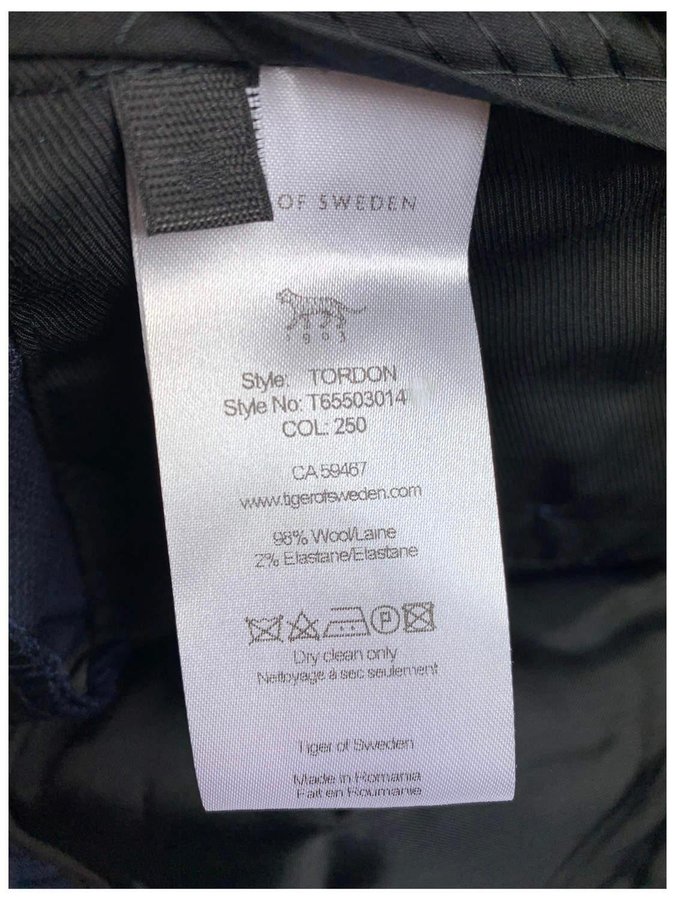 OF SWEDEN
1903
Style: TORDON
Style No: T65503014
COL: 250
CA 59467
www.tigerofsweden.com
98% Wool/Laine
2% Elastane/Elastane
P
Dry clean only
Nettoyage à sec seulement
Tiger of Sweden
Made in Romania
Fait en Roumanie